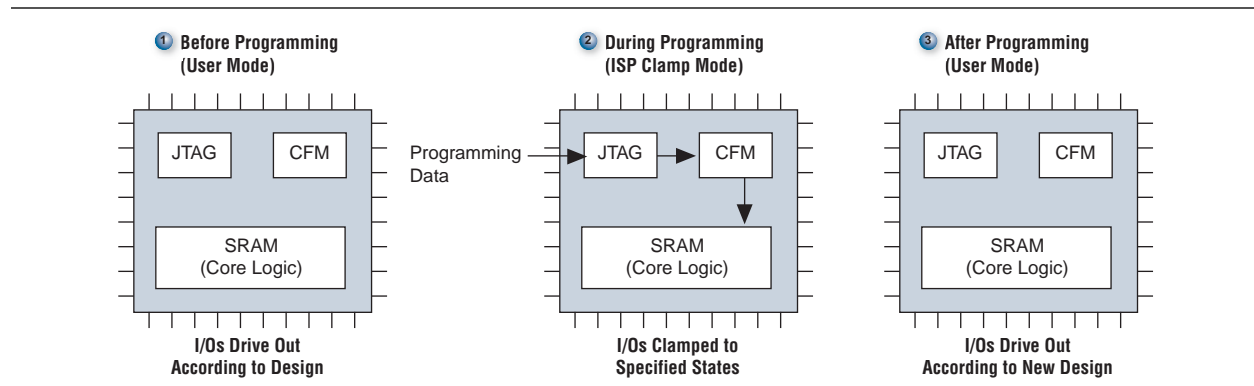 1 Before Programming
(User Mode)
JTAG
CFM
SRAM
(Core Logic)
I/Os Drive Out
According to Design
2 During Programming
(ISP Clamp Mode)
Programming
Data
JTAG
CFM
SRAM
(Core Logic)
I/Os Clamped to
Specified States
3 After Programming
(User Mode)
JTAG
CFM
SRAM
(Core Logic)
I/Os Drive Out
According to New Design